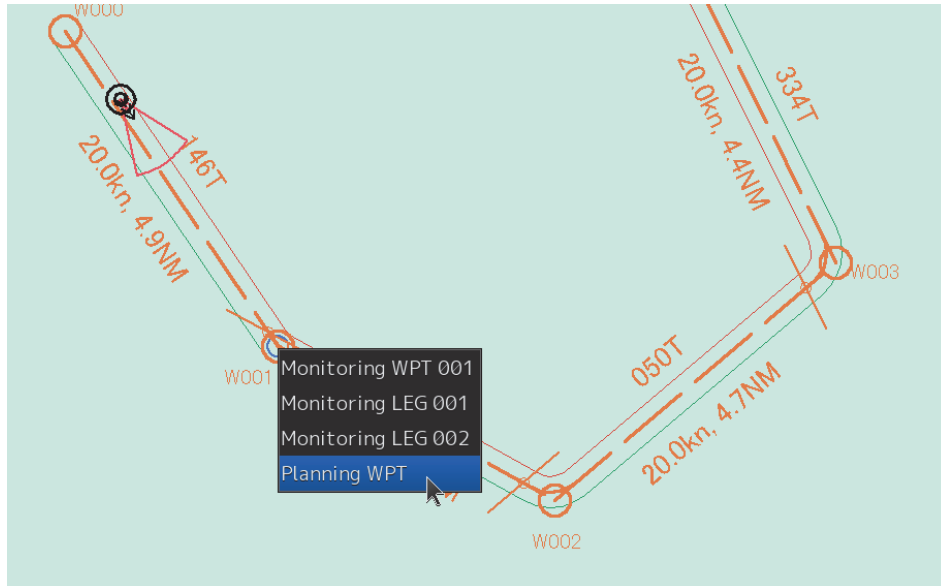 W000
146T
20.0kn, 4.9NM
W001
Monitoring WPT 001
Monitoring LEG 001
Monitoring LEG 002
Planning WPT
W002
050T
20.0kn, 4.7NM
W003
20.0kn, 4.4NM
334T